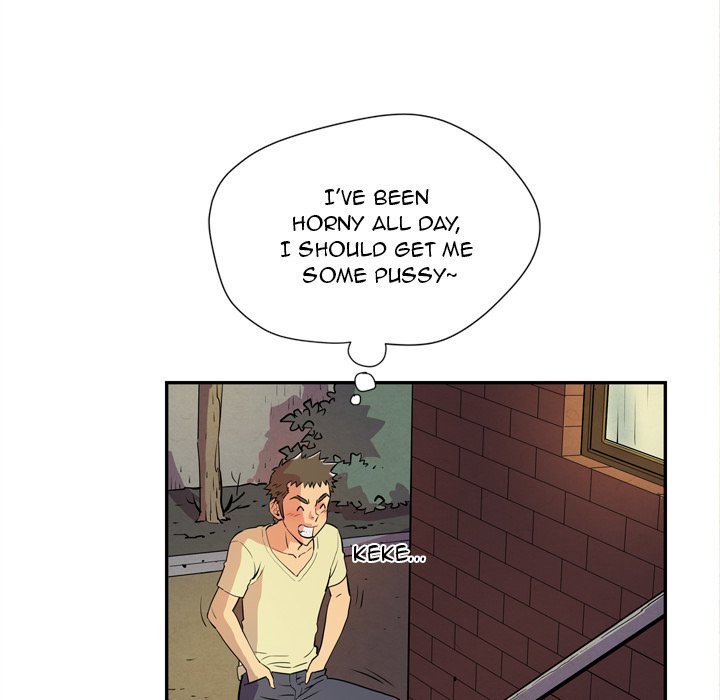 I'VE BEEN
HORNY ALL DAY,
I SHOULD GET ME
SOME PUSSY~
KEKE...